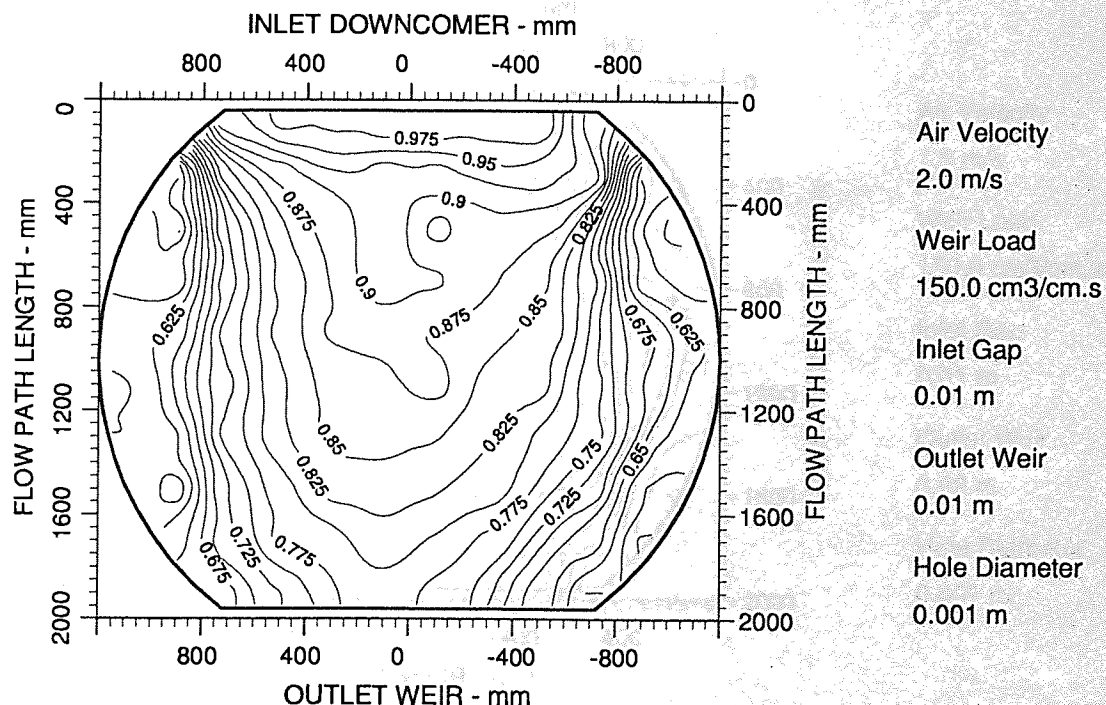 INLET DOWNCOMER - mm
800 400 0 -400 -800
0 400 800 1200 1600 2000
FLOW PATH LENGTH - mm
0.975
0.95
0.9
0.875
0.825
0.9
0.875
0.85
0.625
0.675
0.625
0.85
0.825
0.825
0.75
0.65
0.775
0.725
0.675
0.725
0.775
0 400 800 1200 1600 2000
FLOW PATH LENGTH - mm
800 400 0 -400 -800
OUTLET WEIR - mm
Air Velocity
2.0 m/s
Weir Load
150.0 cm3/cm.s
Inlet Gap
0.01 m
Outlet Weir
0.01 m
Hole Diameter
0.001 m